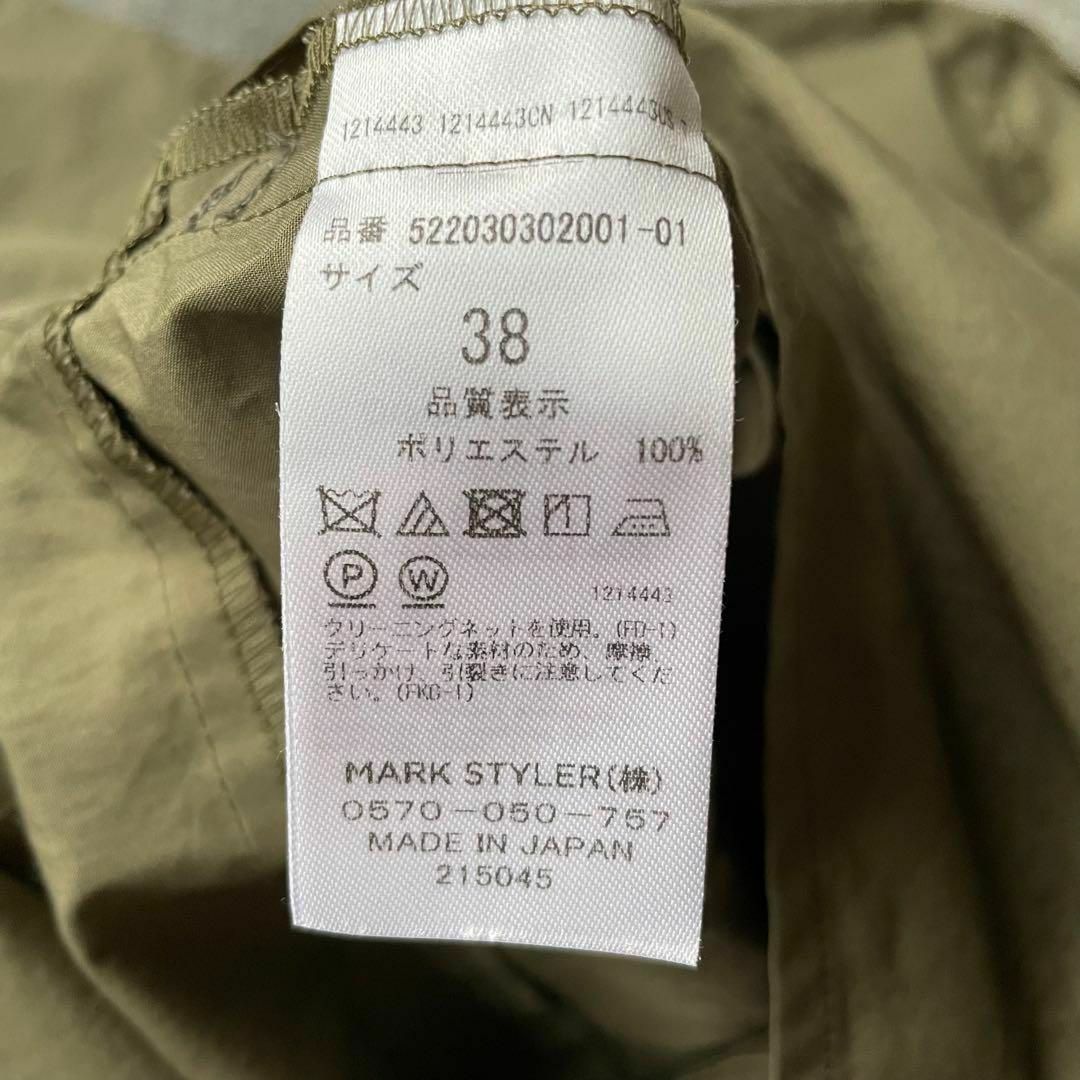 1214443 1214443CN 1214443US -
品番 522030302001-01
サイズ
38
品質表示
ポリエステル 100%
P W
1214443
クリーニングネットを使用。(FD-1)
デリケートな素材のため、摩擦
引っかけ、引裂きに注意してくだ
さい。(FKG-1)
MARK STYLER(株)
0570-050-757
MADE IN JAPAN
215045